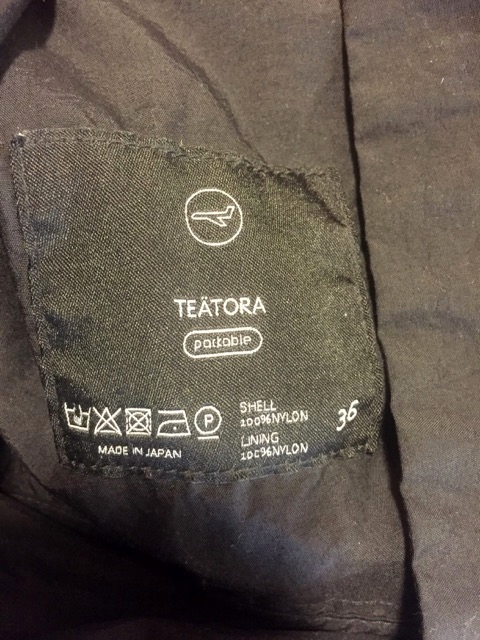 TEÄTORA
packable
P
SHELL
100%NYLON
LINING
100%NYLON
36
MADE IN JAPAN